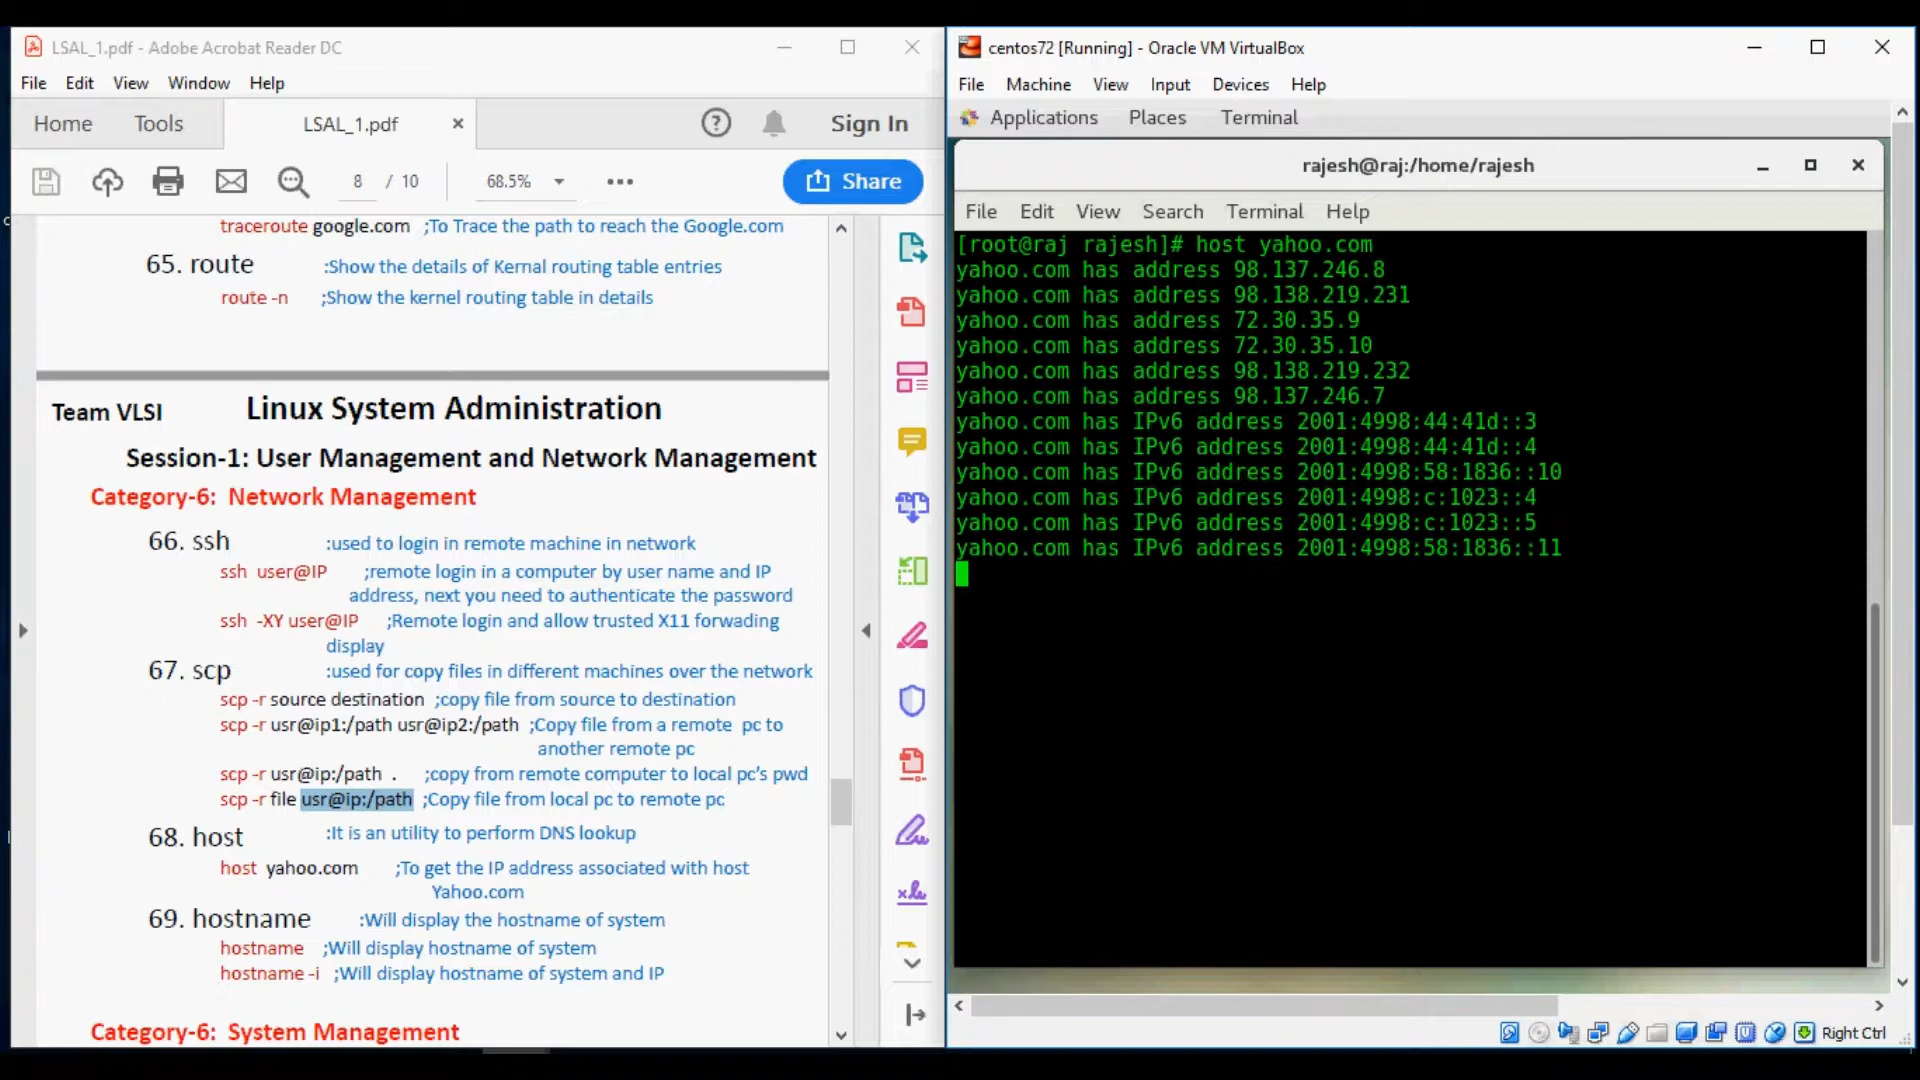 LSAL_1.pdf - Adobe Acrobat Reader DC
File Edit View Window Help
Home Tools LSAL_1.pdf Sign In
8 / 10 68.5% Share
traceroute google.com ;To Trace the path to reach the Google.com
65. route :Show the details of Kernal routing table entries
route -n ;Show the kernel routing table in details
Team VLSI Linux System Administration
Session-1: User Management and Network Management
Category-6: Network Management
66. ssh :used to login in remote machine in network
ssh user@IP ;remote login in a computer by user name and IP
address, next you need to authenticate the password
ssh -XY user@IP ;Remote login and allow trusted X11 forwading
display
67. scp :used for copy files in different machines over the network
scp -r source destination ;copy file from source to destination
scp -r usr@ip1:/path usr@ip2:/path ;Copy file from a remote pc to
another remote pc
scp -r usr@ip:/path . ;copy from remote computer to local pc's pwd
scp -r file usr@ip:/path ;Copy file from local pc to remote pc
68. host :It is an utility to perform DNS lookup
host yahoo.com ;To get the IP address associated with host
Yahoo.com
69. hostname :Will display the hostname of system
hostname ;Will display hostname of system
hostname -i ;Will display hostname of system and IP
Category-6: System Management
centos72 [Running] - Oracle VM VirtualBox
File Machine View Input Devices Help
Applications Places Terminal
rajesh@raj:/home/rajesh
File Edit View Search Terminal Help
[root@raj rajesh]# host yahoo.com
yahoo.com has address 98.137.246.8
yahoo.com has address 98.138.219.231
yahoo.com has address 72.30.35.9
yahoo.com has address 72.30.35.10
yahoo.com has address 98.138.219.232
yahoo.com has address 98.137.246.7
yahoo.com has IPv6 address 2001:4998:44:41d::3
yahoo.com has IPv6 address 2001:4998:44:41d::4
yahoo.com has IPv6 address 2001:4998:58:1836::10
yahoo.com has IPv6 address 2001:4998:c:1023::4
yahoo.com has IPv6 address 2001:4998:c:1023::5
yahoo.com has IPv6 address 2001:4998:58:1836::11
Right Ctrl